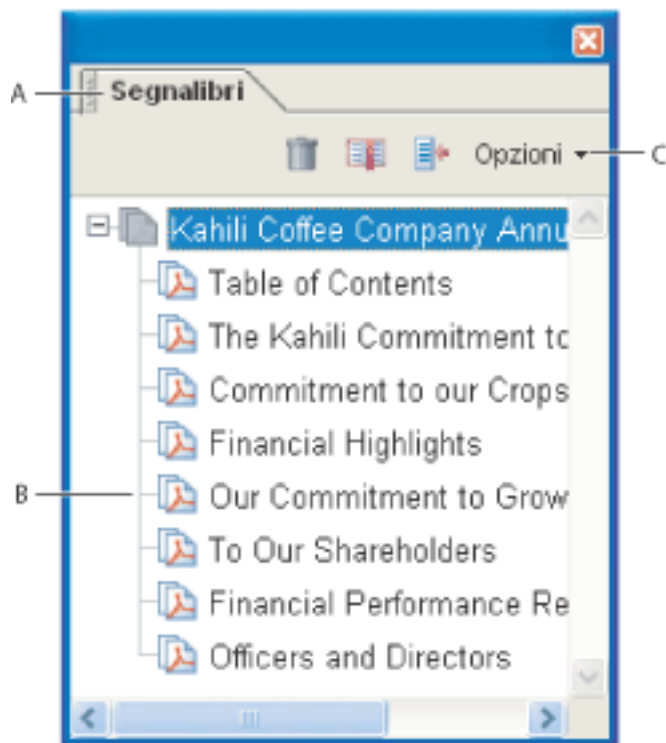 A Segnalibri
Opzioni C
Kahili Coffee Company Annu
Table of Contents
The Kahili Commitment to
Commitment to our Crops
Financial Highlights
B Our Commitment to Grow
To Our Shareholders
Financial Performance Re
Officers and Directors